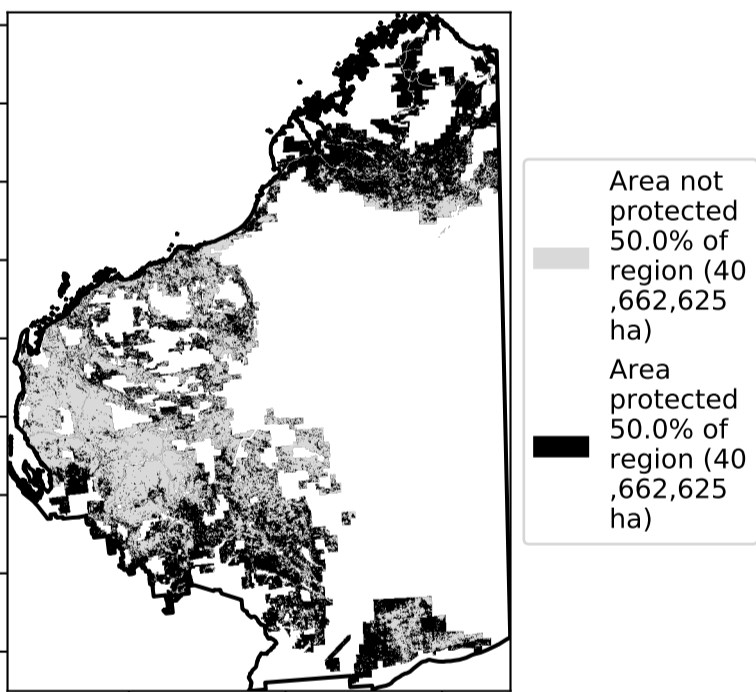 Area not
protected
50.0% of
region (40
,662,625
ha)
Area
protected
50.0% of
region (40
,662,625
ha)